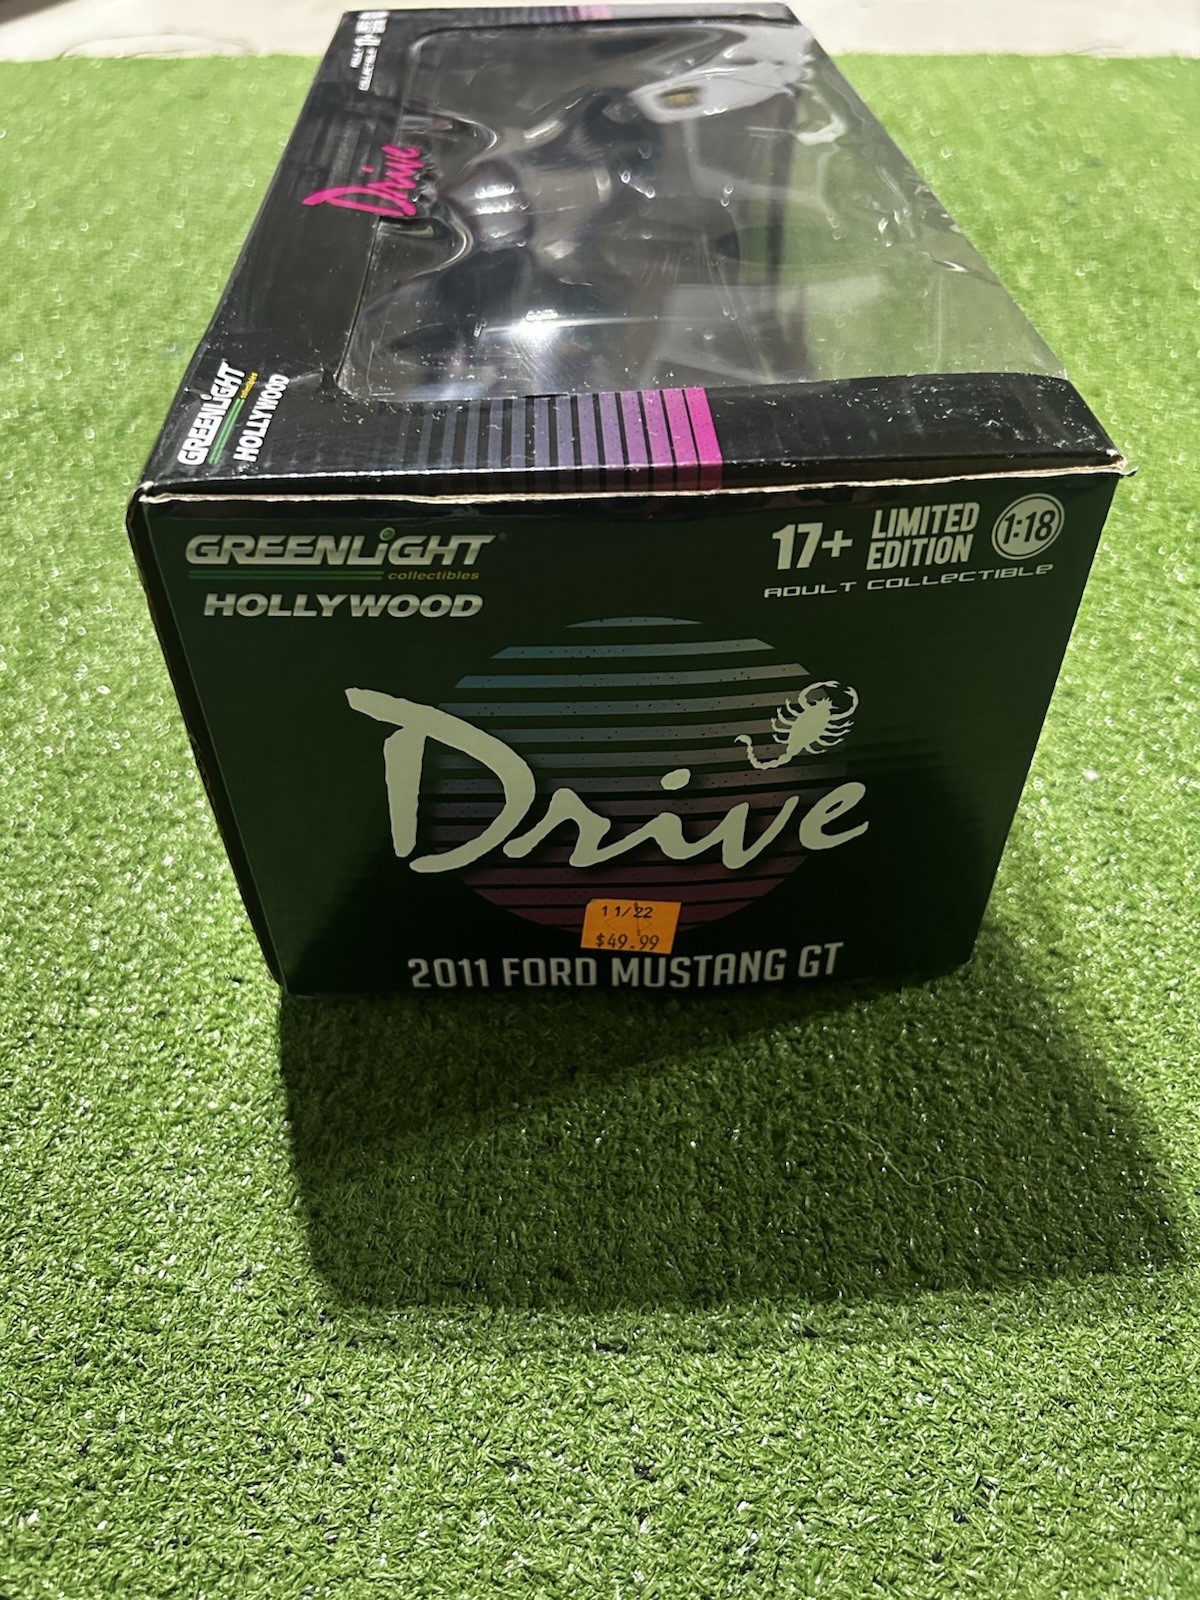 Drive
GREENLiGHT
collectibles
HOLLYWOOD
GREENLiGHT
collectibles
HOLLYWOOD
17+ LIMITED EDITION 1:18
ADULT COLLECTIBLE
Drive
11/22
$49.99
2011 FORD MUSTANG GT